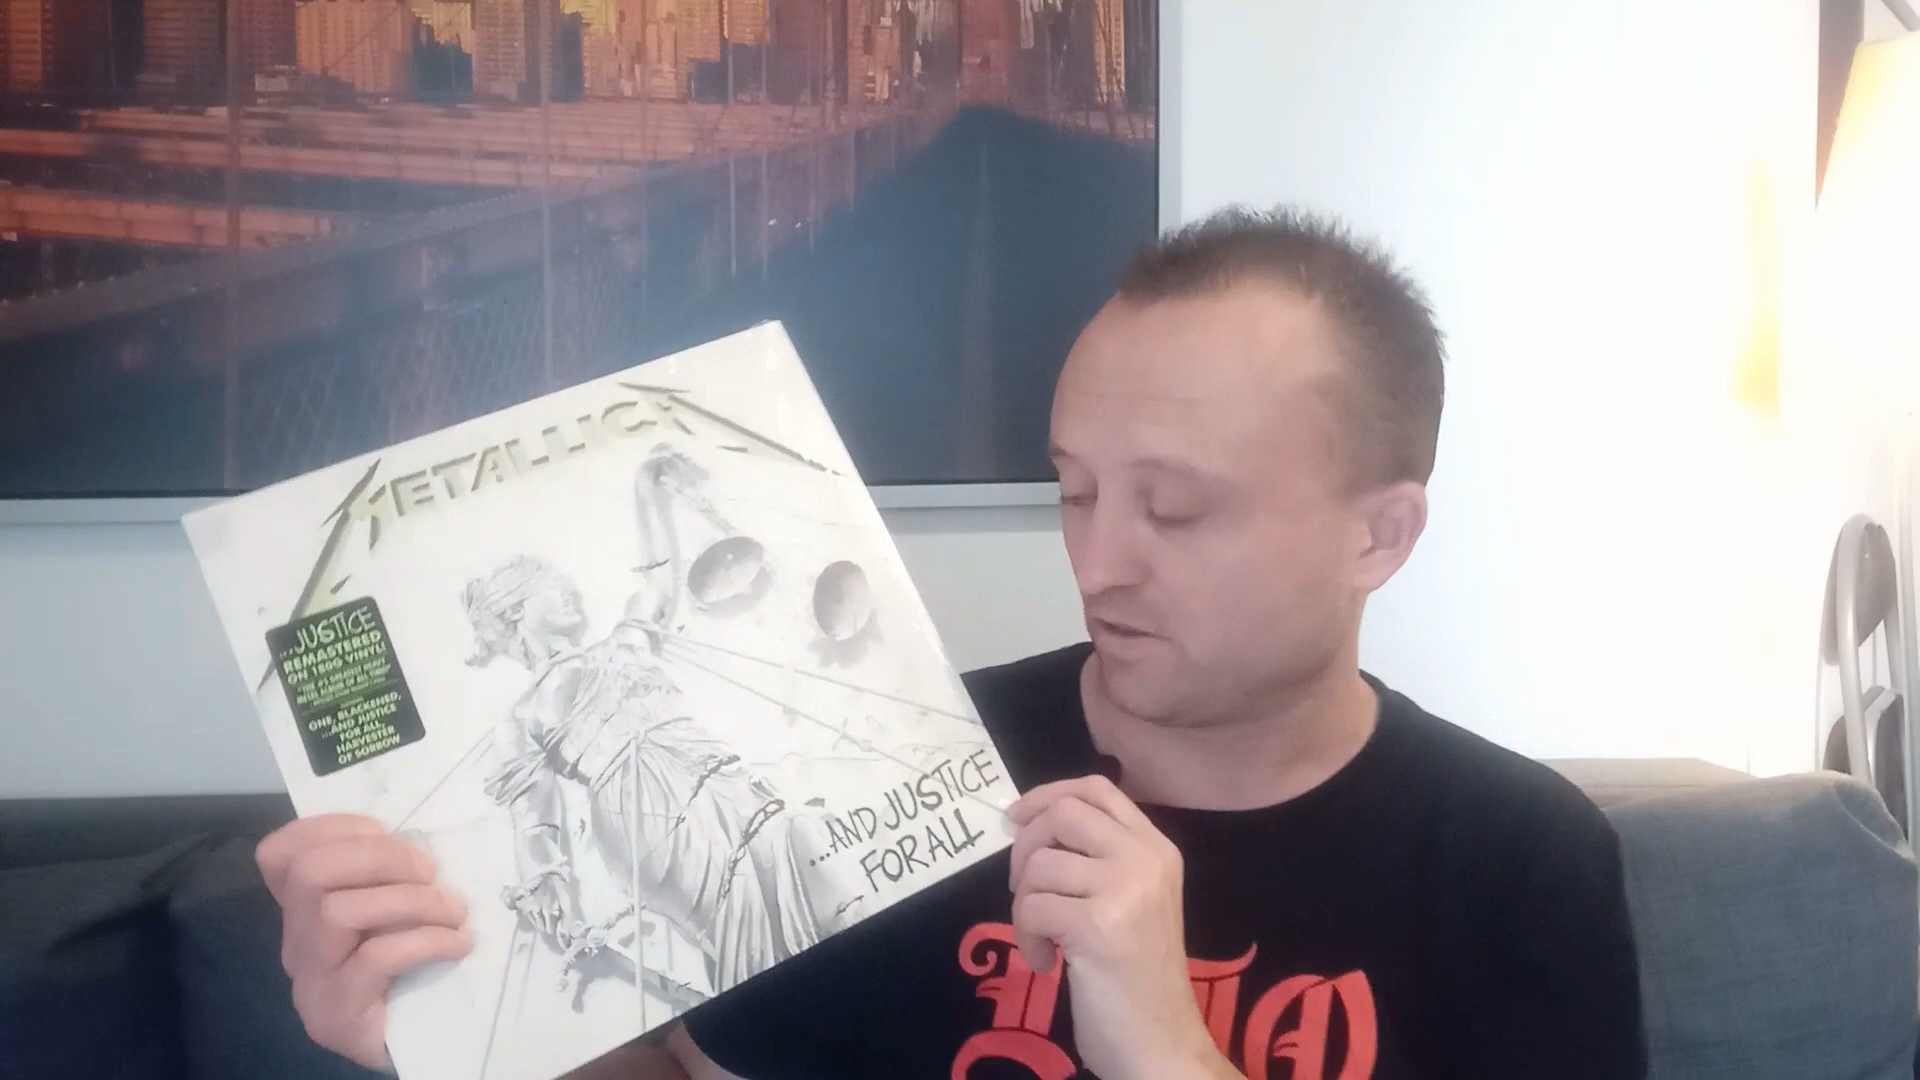 METALLICA
...JUSTICE
REMASTERED
ON 180G VINYL!
ONE, BLACKENED,
...AND JUSTICE
FOR ALL,
HARVESTER
OF SORROW
...AND JUSTICE
FOR ALL